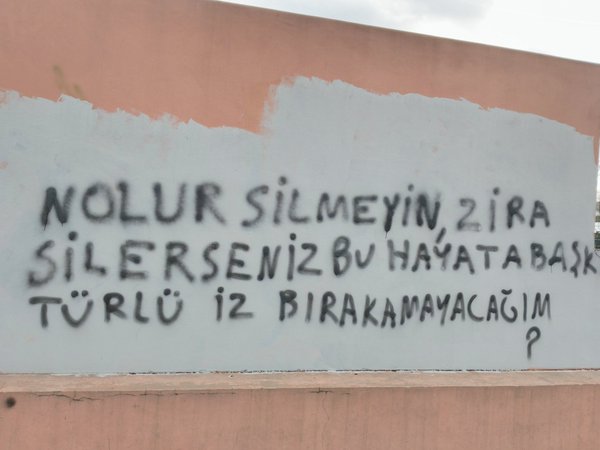 NOLUR SİLMEYİN, ZİRA
SİLERSENİZ BU HAYATA BAŞK
TÜRLÜ İZ BIRAKAMAYACAĞIM
?